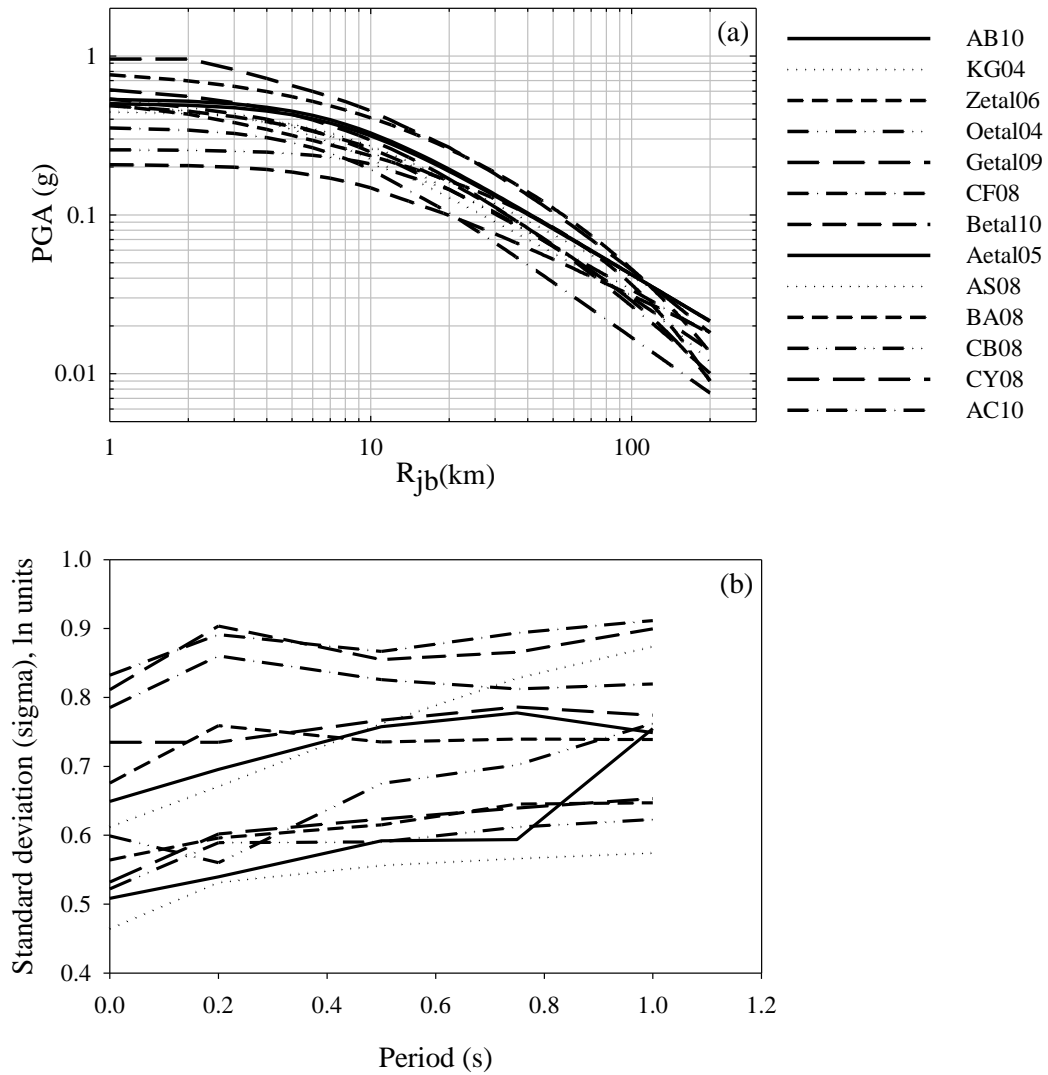 (a)
1
0.1
0.01
PGA (g)
1
10
100
Rjb(km)
AB10
KG04
Zetal06
Oetal04
Getal09
CF08
Betal10
Aetal05
AS08
BA08
CB08
CY08
AC10
(b)
1.0
0.9
0.8
0.7
0.6
0.5
0.4
Standard deviation (sigma), ln units
0.0
0.2
0.4
0.6
0.8
1.0
1.2
Period (s)